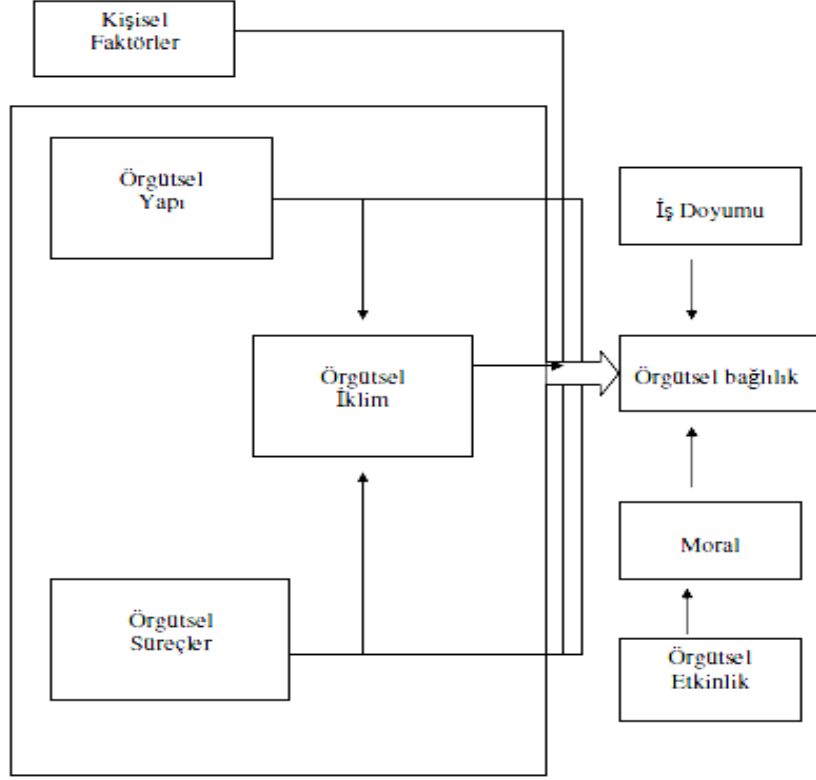 Kişisel
Faktörler
Örgütsel
Yapı
İş Doyumu
Örgütsel
İklim
Örgütsel bağlılık
Moral
Örgütsel
Süreçler
Örgütsel
Etkinlik